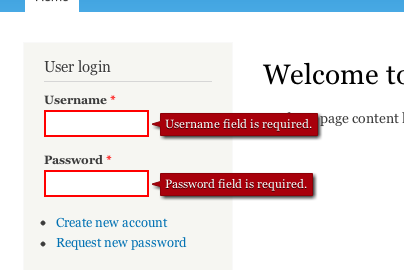 User login
Welcome to
Username *
Username field is required.
page content
Password *
Password field is required.
Create new account
Request new password